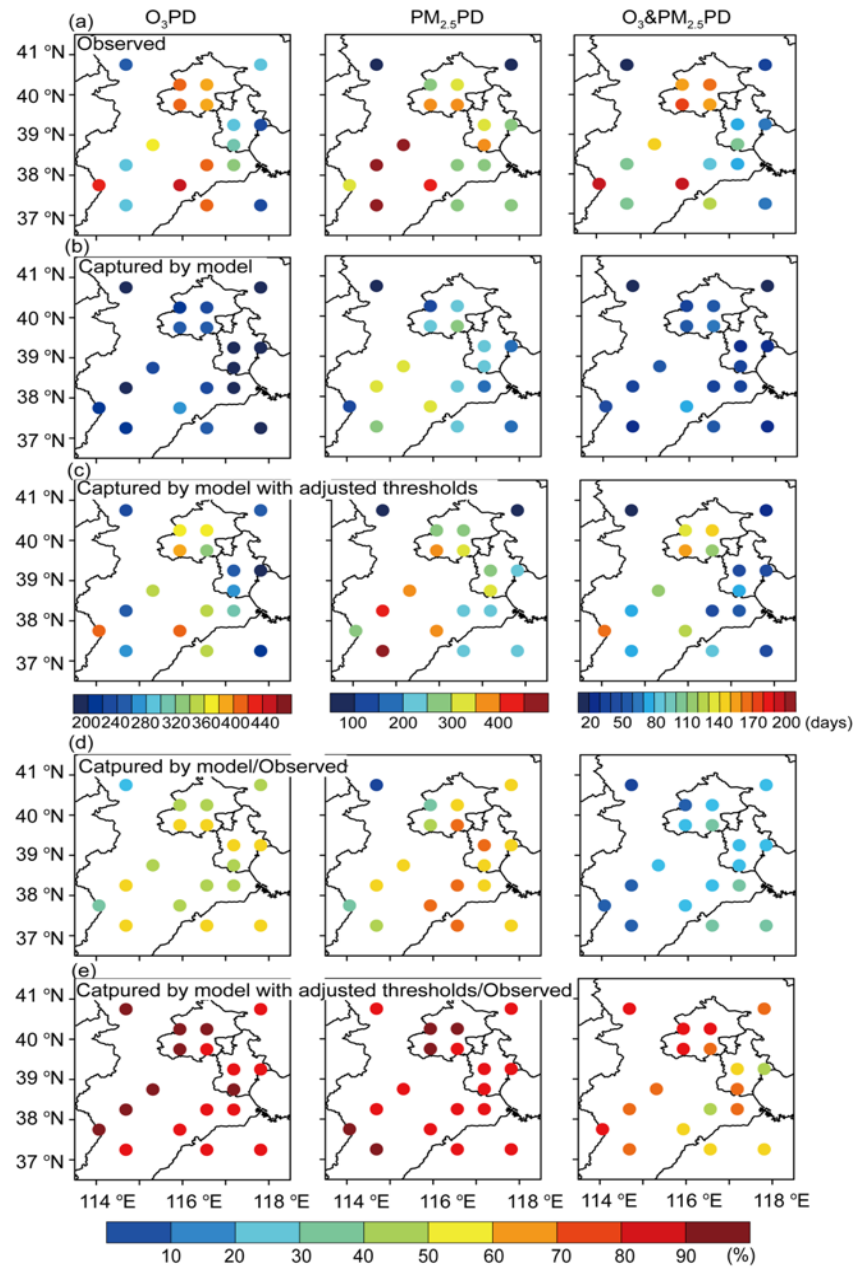 O₃PD PM₂.₅PD O₃&PM₂.₅PD
(a)
Observed
41 °N
40 °N
39 °N
38 °N
37 °N
(b)
Captured by model
41 °N
40 °N
39 °N
38 °N
37 °N
(c)
Captured by model with adjusted thresholds
41 °N
40 °N
39 °N
38 °N
37 °N
200 240 280 320 360 400 440 100 200 300 400 20 50 80 110 140 170 200 (days)
(d)
Catpured by model/Observed
41 °N
40 °N
39 °N
38 °N
37 °N
(e)
Catpured by model with adjusted thresholds/Observed
41 °N
40 °N
39 °N
38 °N
37 °N
114 °E 116 °E 118 °E 114 °E 116 °E 118 °E 114 °E 116 °E 118 °E
10 20 30 40 50 60 70 80 90 (%)